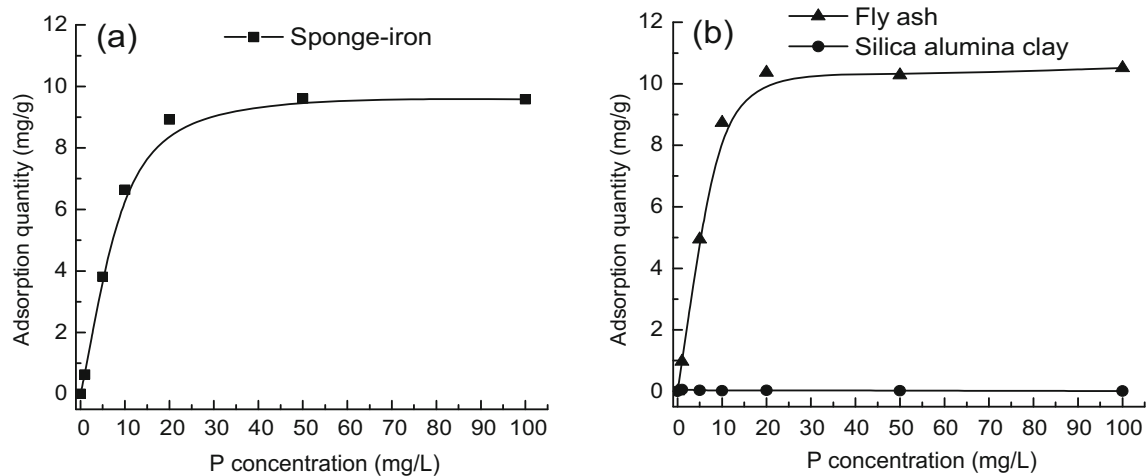 (a)
Sponge-iron
12
10
8
6
4
2
0
Adsorption quantity (mg/g)
0 10 20 30 40 50 60 70 80 90 100
P concentration (mg/L)
(b)
Fly ash
Silica alumina clay
12
10
8
6
4
2
0
Adsorption quantity (mg/g)
0 10 20 30 40 50 60 70 80 90 100
P concentration (mg/L)